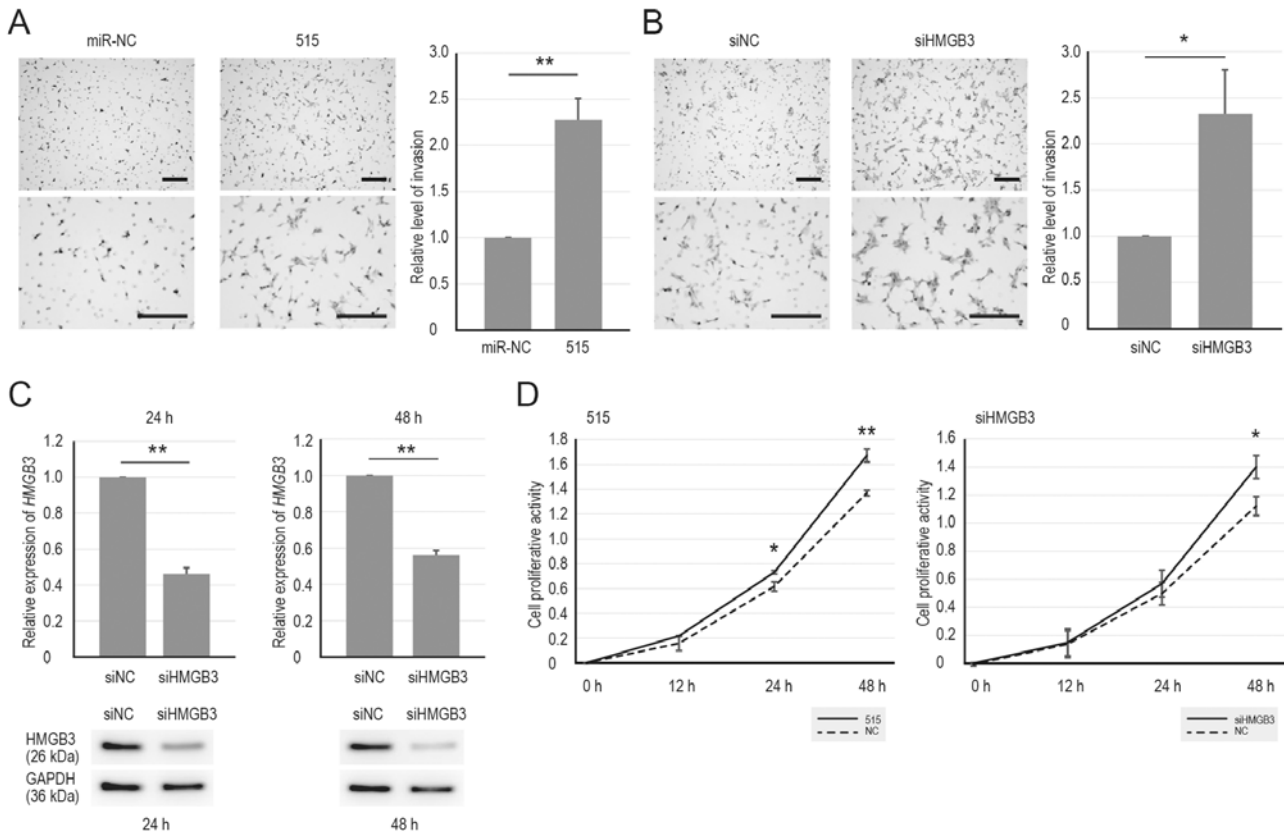 A
miR-NC 515
Relative level of invasion
3.0
2.5
2.0
1.5
1.0
0.5
0
**
miR-NC 515
B
siNC siHMGB3
Relative level of invasion
3.0
2.5
2.0
1.5
1.0
0.5
0
*
siNC siHMGB3
C
24 h
Relative expression of HMGB3
1.2
1.0
0.8
0.6
0.4
0.2
0
**
siNC siHMGB3
48 h
Relative expression of HMGB3
1.2
1.0
0.8
0.6
0.4
0.2
0
**
siNC siHMGB3
siNC siHMGB3
HMGB3
(26 kDa)
GAPDH
(36 kDa)
24 h
siNC siHMGB3
48 h
D
515
Cell proliferative activity
1.8
1.6
1.4
1.2
1.0
0.8
0.6
0.4
0.2
0
*
**
0 h 12 h 24 h 48 h
515
NC
siHMGB3
Cell proliferative activity
1.6
1.4
1.2
1.0
0.8
0.6
0.4
0.2
0
*
0 h 12 h 24 h 48 h
siHMGB3
NC